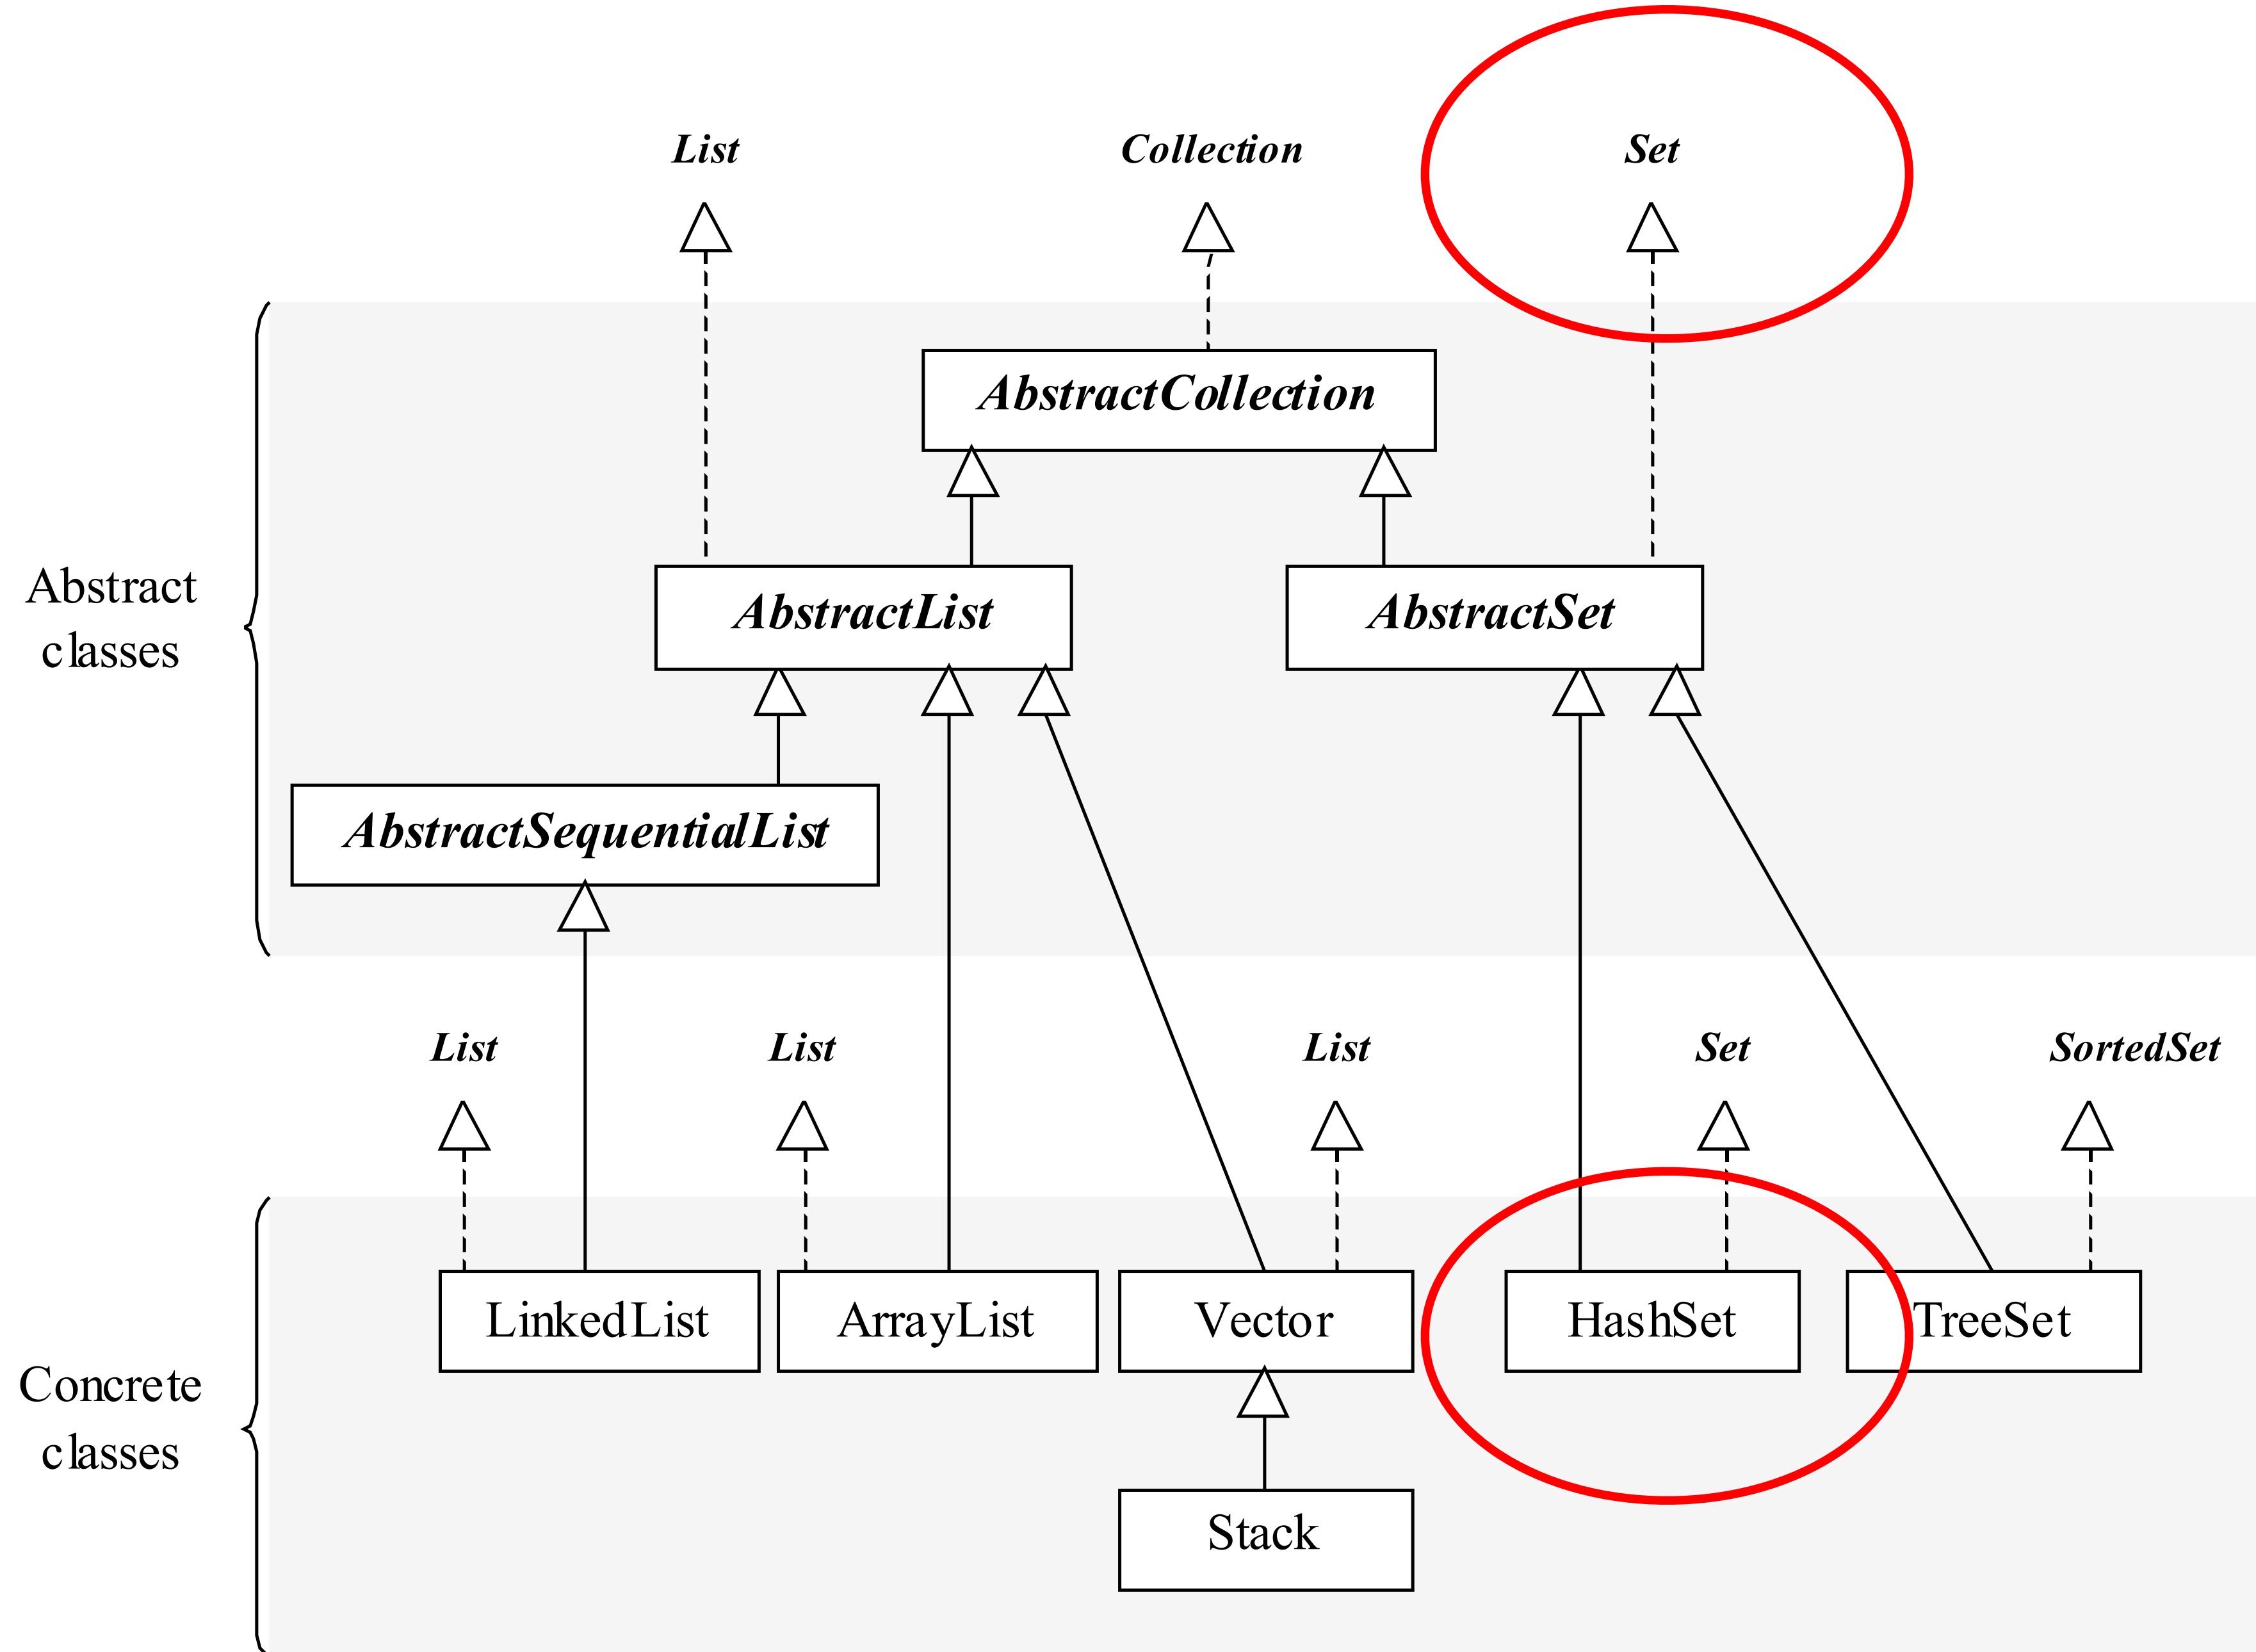 List
Collection
Set
AbstractCollection
Abstract
classes
AbstractList
AbstractSet
AbstractSequentialList
List
List
List
Set
SortedSet
Concrete
classes
LinkedList
ArrayList
Vector
HashSet
TreeSet
Stack